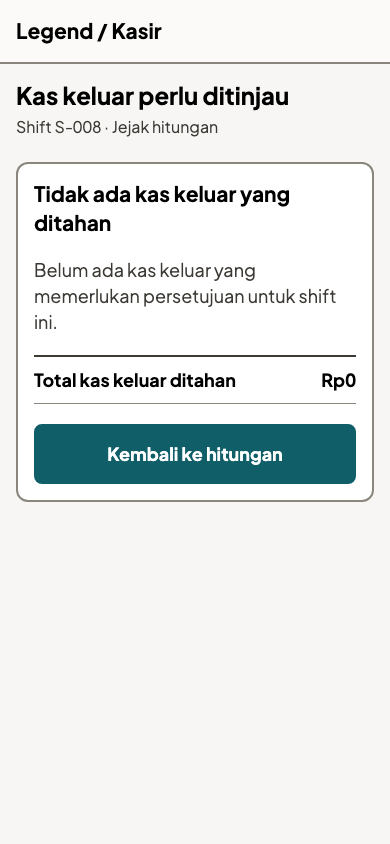 Legend / Kasir
Kas keluar perlu ditinjau
Shift S-008 · Jejak hitungan
Tidak ada kas keluar yang
ditahan
Belum ada kas keluar yang
memerlukan persetujuan untuk shift
ini.
Total kas keluar ditahan Rp0
Kembali ke hitungan